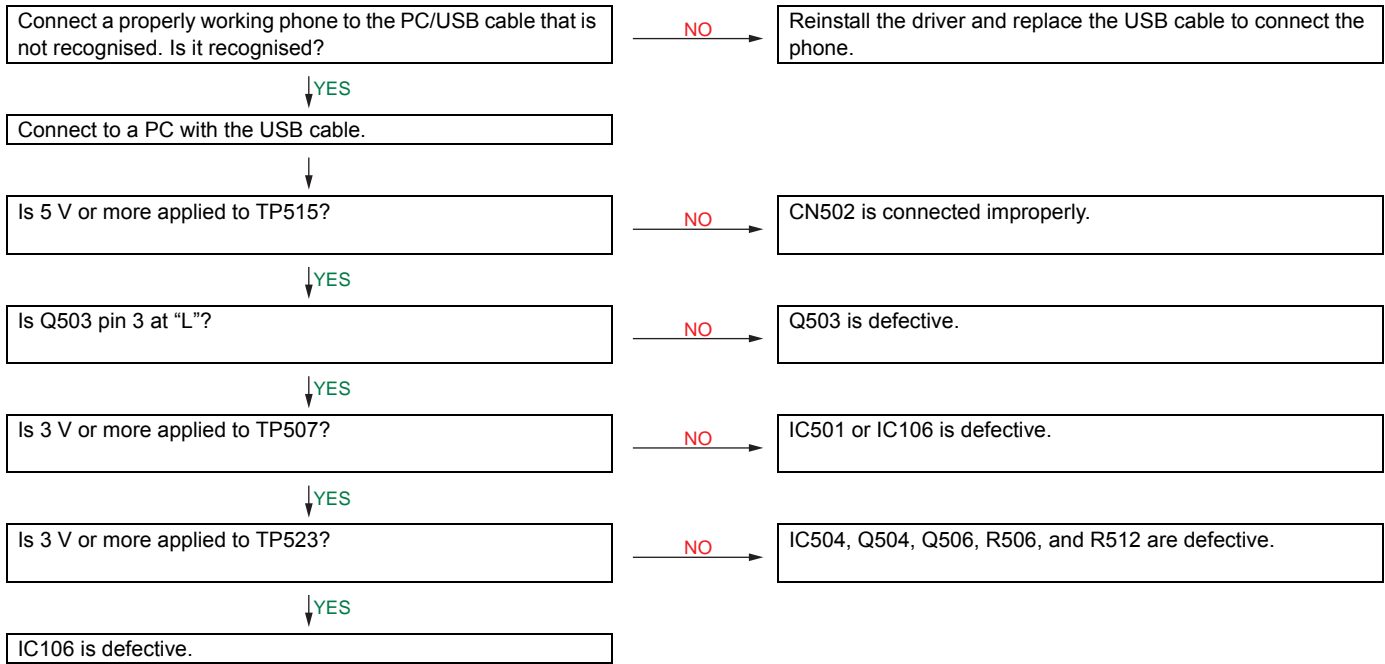 Connect a properly working phone to the PC/USB cable that is
not recognised. Is it recognised?
NO
Reinstall the driver and replace the USB cable to connect the
phone.
YES
Connect to a PC with the USB cable.
Is 5 V or more applied to TP515?
NO
CN502 is connected improperly.
YES
Is Q503 pin 3 at “L”?
NO
Q503 is defective.
YES
Is 3 V or more applied to TP507?
NO
IC501 or IC106 is defective.
YES
Is 3 V or more applied to TP523?
NO
IC504, Q504, Q506, R506, and R512 are defective.
YES
IC106 is defective.